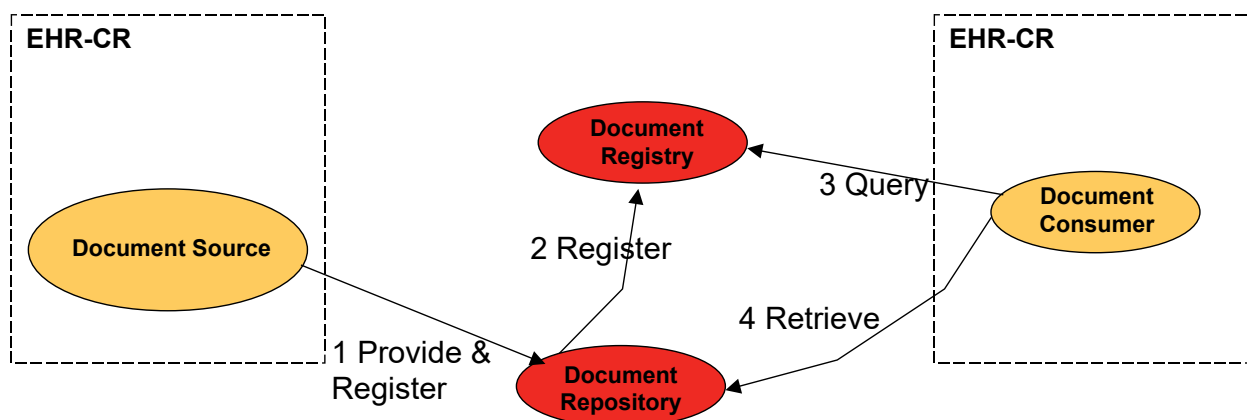 EHR-CR
EHR-CR
Document
Registry
3 Query
Document
Consumer
Document Source
2 Register
4 Retrieve
1 Provide &
Register
Document
Repository